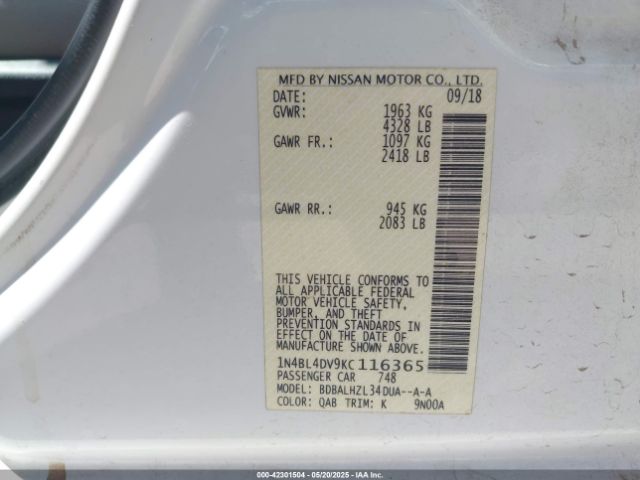 MFD BY NISSAN MOTOR CO., LTD.
DATE: 09/18
GVWR: 1963 KG
4328 LB
GAWR FR.: 1097 KG
2418 LB
GAWR RR.: 945 KG
2083 LB
THIS VEHICLE CONFORMS TO
ALL APPLICABLE FEDERAL
MOTOR VEHICLE SAFETY,
BUMPER, AND THEFT
PREVENTION STANDARDS IN
EFFECT ON THE DATE OF
MANUFACTURE SHOWN ABOVE.
1N4BL4DV9KC116365
PASSENGER CAR 748
MODEL: BDBALHZL34DUA--A-A
COLOR: QAB TRIM: K 9N00A
000-42301504 - 05/20/2025 - IAAI.COM